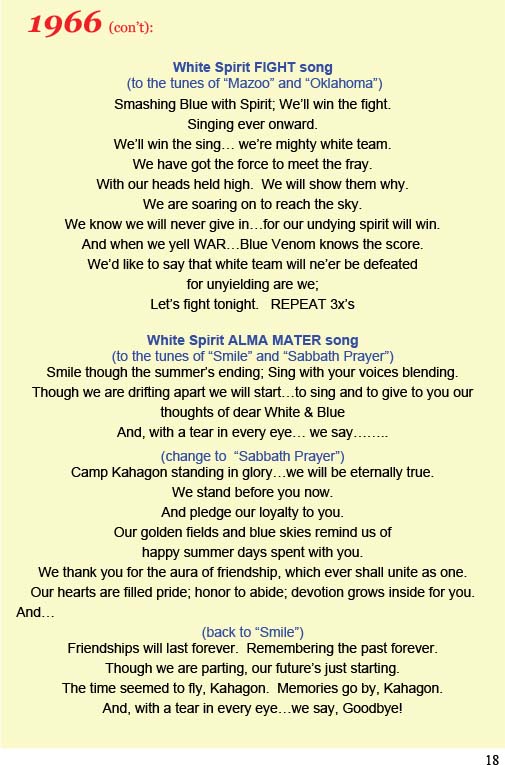 1966 (con’t):
White Spirit FIGHT song
(to the tunes of “Mazoo” and “Oklahoma”)
Smashing Blue with Spirit; We’ll win the fight.
Singing ever onward.
We’ll win the sing… we’re mighty white team.
We have got the force to meet the fray.
With our heads held high.  We will show them why.
We are soaring on to reach the sky.
We know we will never give in…for our undying spirit will win.
And when we yell WAR…Blue Venom knows the score.
We’d like to say that white team will ne’er be defeated
for unyielding are we;
Let’s fight tonight.   REPEAT 3x’s
White Spirit ALMA MATER song
(to the tunes of “Smile” and “Sabbath Prayer”)
Smile though the summer’s ending; Sing with your voices blending.
Though we are drifting apart we will start…to sing and to give to you our
thoughts of dear White & Blue
And, with a tear in every eye… we say……..
(change to  “Sabbath Prayer”)
Camp Kahagon standing in glory…we will be eternally true.
We stand before you now.
And pledge our loyalty to you.
Our golden fields and blue skies remind us of
happy summer days spent with you.
We thank you for the aura of friendship, which ever shall unite as one.
Our hearts are filled pride; honor to abide; devotion grows inside for you.
And…
(back to “Smile”)
Friendships will last forever.  Remembering the past forever.
Though we are parting, our future’s just starting.
The time seemed to fly, Kahagon.  Memories go by, Kahagon.
And, with a tear in every eye…we say, Goodbye!
18